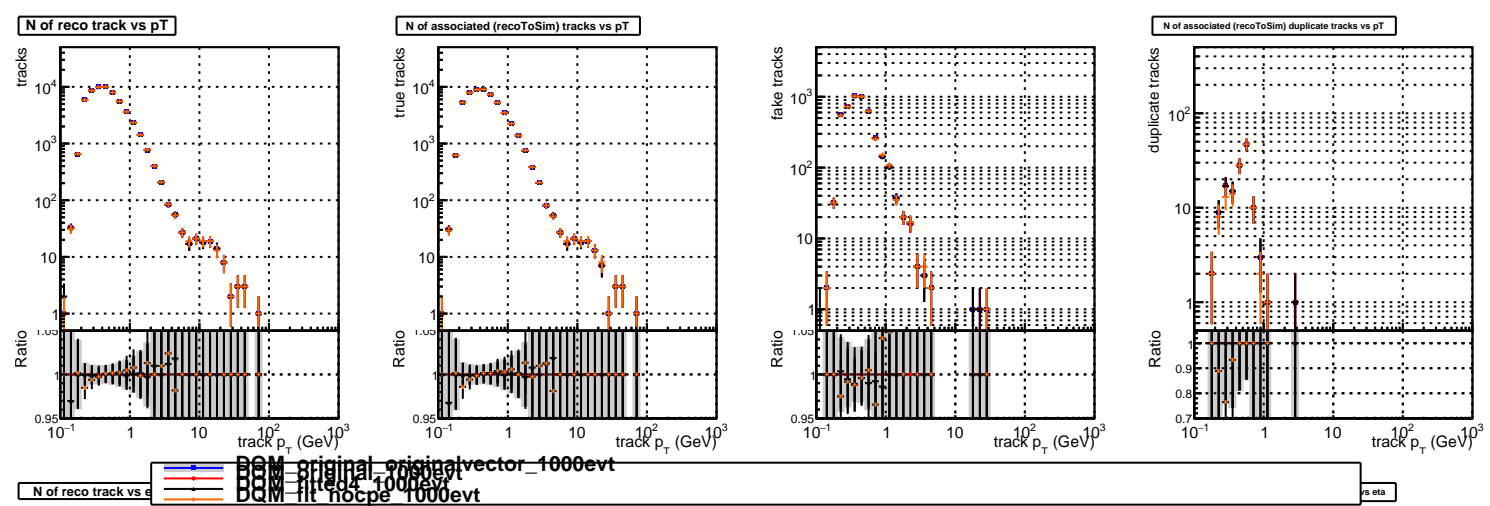 N of reco track vs pT
N of associated (recoToSim) tracks vs pT
N of associated (recoToSim) duplicate tracks vs pT
tracks
10^4
10^3
10^2
10
1
Ratio
1.05
1
0.95
10^-1 1 10 10^2 10^3
track p_T (GeV)
true tracks
10^4
10^3
10^2
10
1
Ratio
1.05
1
0.95
10^-1 1 10 10^2 10^3
track p_T (GeV)
fake tracks
10^3
10^2
10
1
Ratio
1.05
1
0.95
10^-1 1 10 10^2 10^3
track p_T (GeV)
duplicate tracks
10^2
10
1
Ratio
1
0.9
0.8
0.7
10^-1 1 10 10^2 10^3
track p_T (GeV)
DQM_original_originalvector_1000evt
DQM_original_1000evt
DQM_fitted4_1000evt
DQM_fit_nocpe_1000evt
N of reco track vs e
vs eta